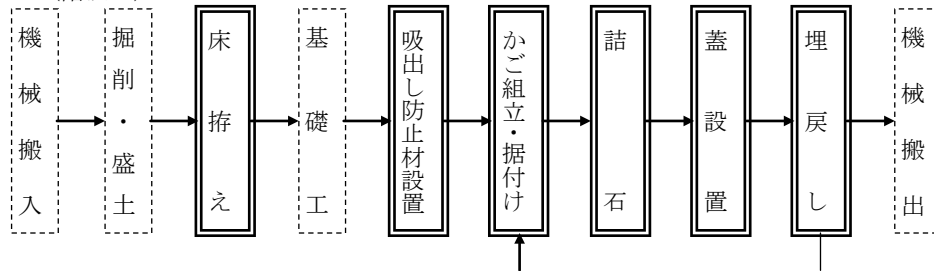 機械搬入
掘削・盛土
床拵え
基礎工
吸出し防止材設置
かご組立・据付け
詰石
蓋設置
埋戻し
機械搬出